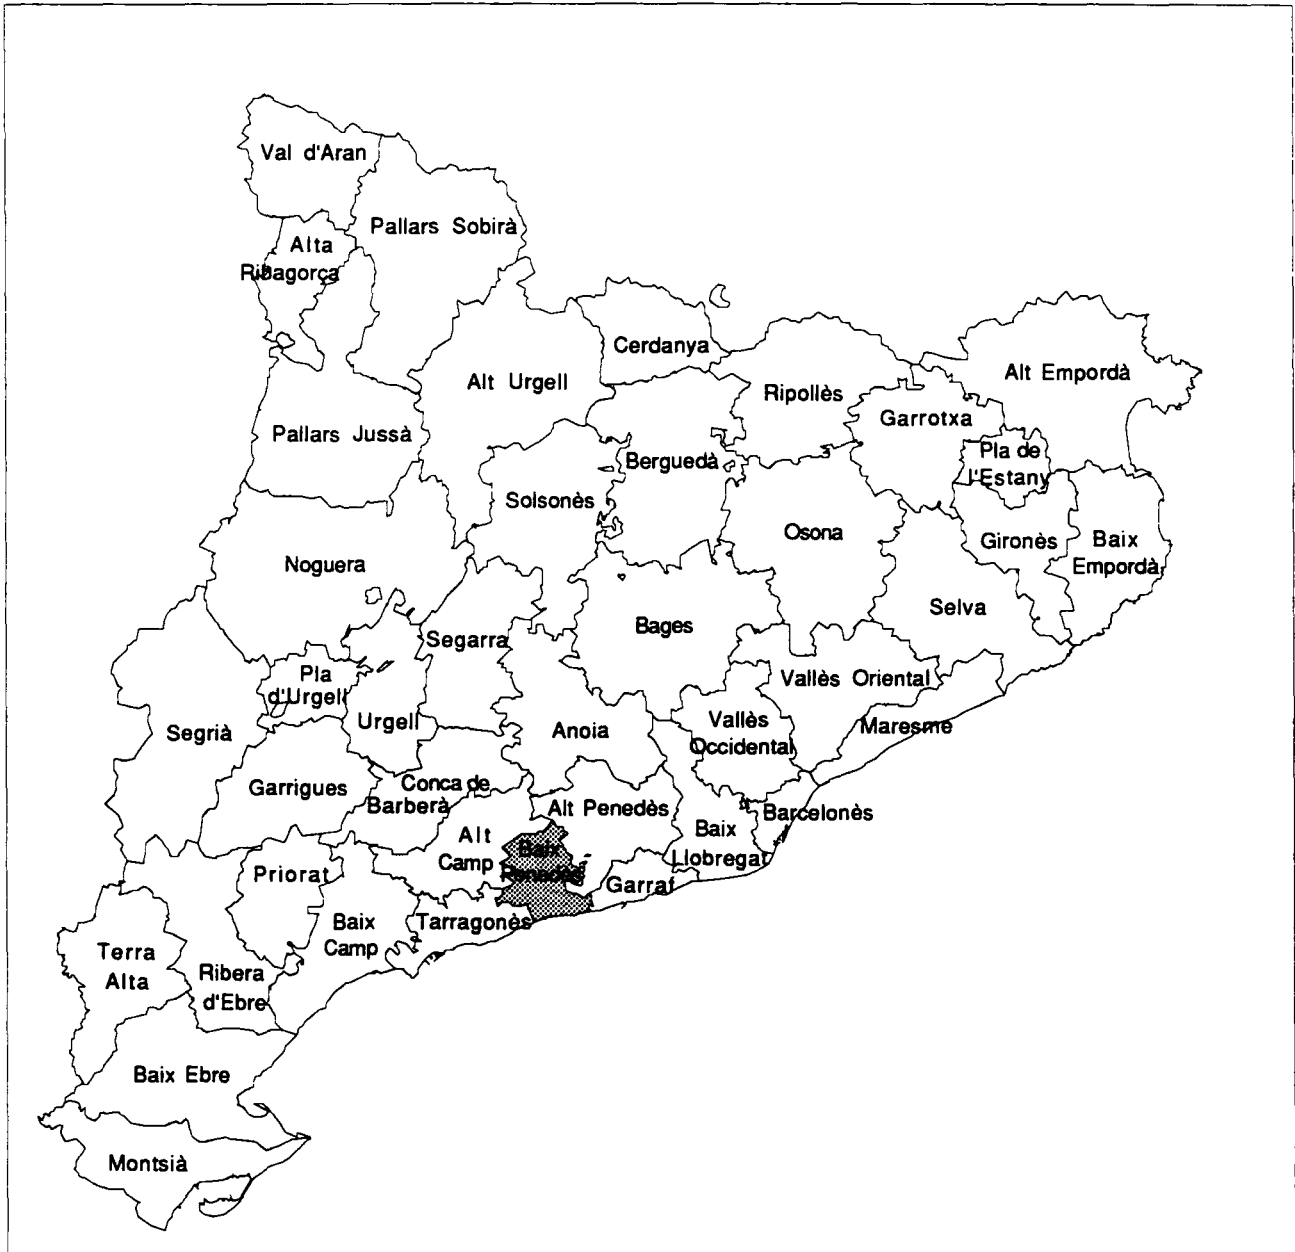 Val d'Aran
Pallars Sobirà
Alta
Ribagorça
Cerdanya
Alt Urgell
Alt Empordà
Ripollès
Garrotxa
Pallars Jussà
Pla de
l'Estany
Berguedà
Solsonès
Osona
Gironès
Baix
Empordà
Noguera
Selva
Bages
Segarra
Pla
d'Urgell
Vallès Oriental
Urgell
Segrià
Anoia
Vallès
Occidental
Maresme
Garrigues
Conca de
Barberà
Alt Penedès
Barcelonès
Baix
Llobregat
Alt
Camp
Baix
Penedès
Garraf
Priorat
Baix
Camp
Tarragonès
Terra
Alta
Ribera
d'Ebre
Baix Ebre
Montsià